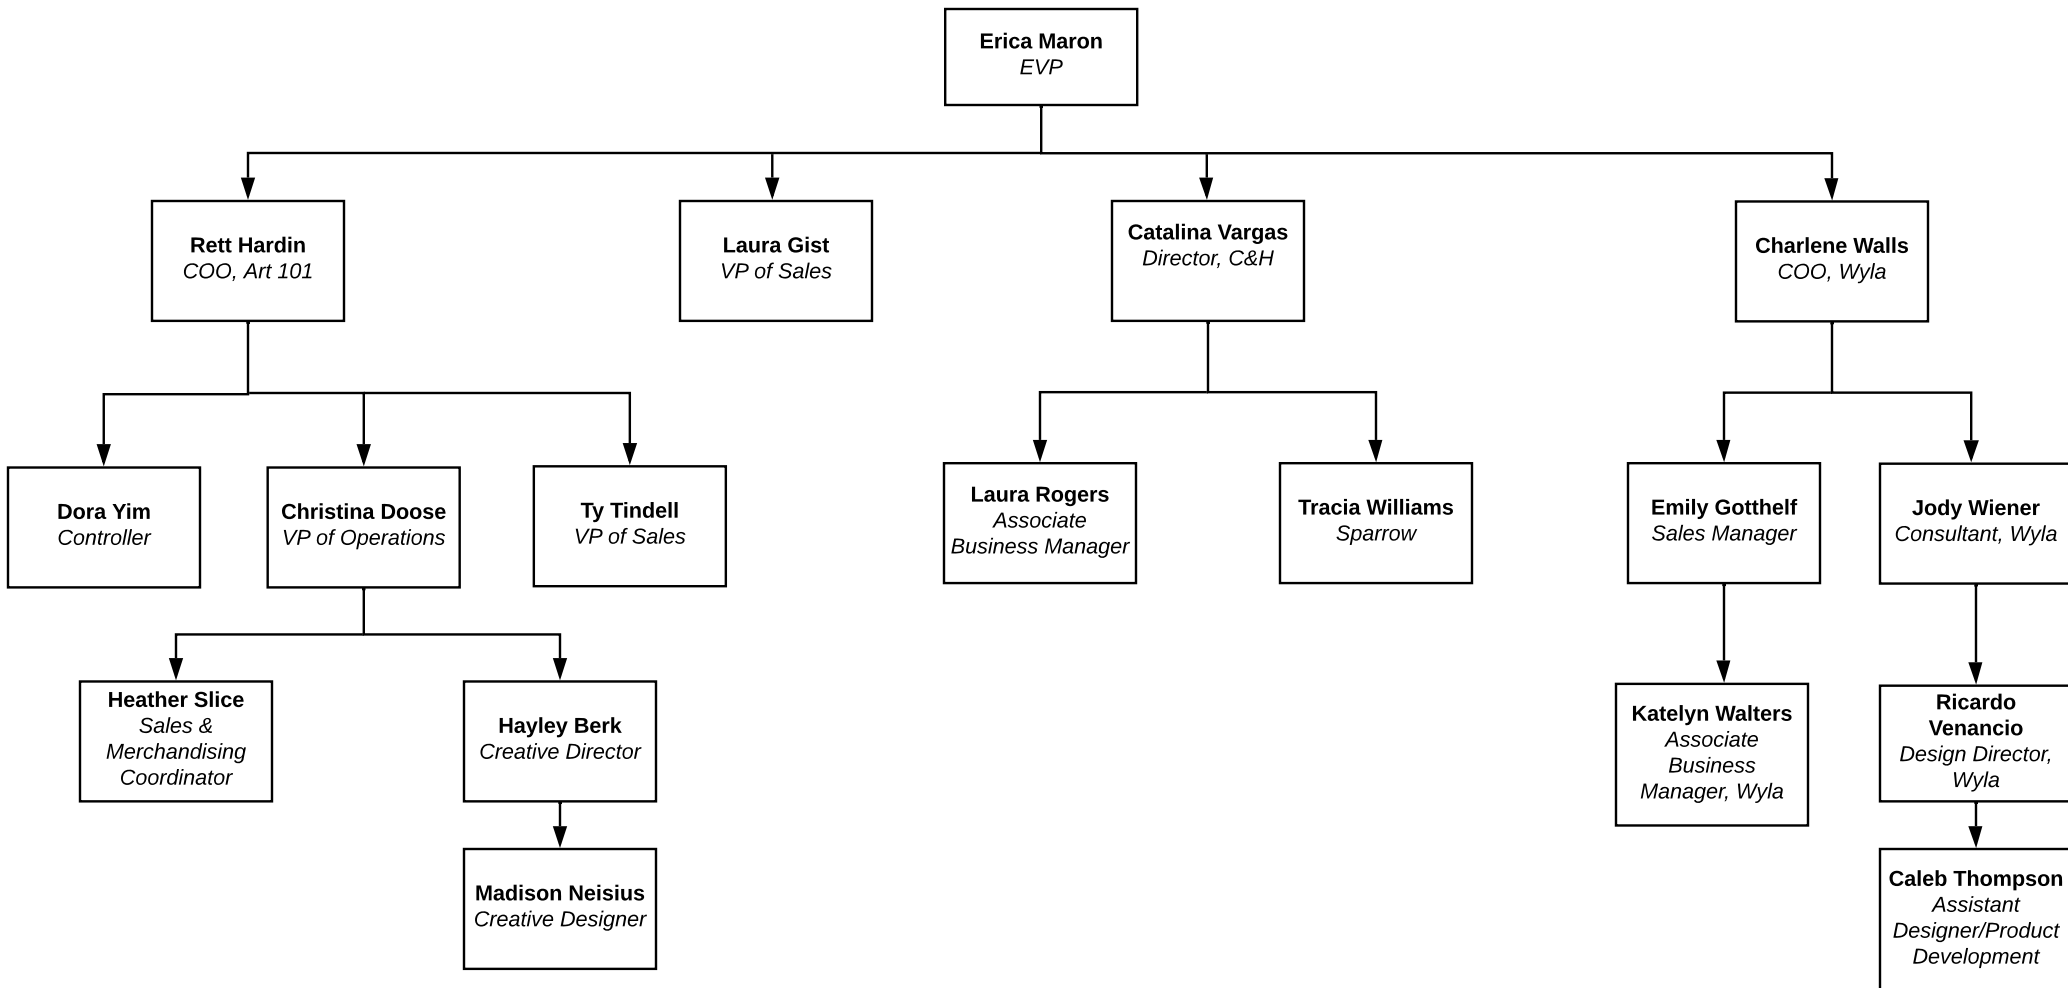 Erica Maron
EVP
Rett Hardin
COO, Art 101
Laura Gist
VP of Sales
Catalina Vargas
Director, C&H
Charlene Walls
COO, Wyla
Dora Yim
Controller
Christina Doose
VP of Operations
Ty Tindell
VP of Sales
Laura Rogers
Associate
Business Manager
Tracia Williams
Sparrow
Emily Gotthelf
Sales Manager
Jody Wiener
Consultant, Wyla
Heather Slice
Sales &
Merchandising
Coordinator
Hayley Berk
Creative Director
Katelyn Walters
Associate
Business
Manager, Wyla
Ricardo
Venancio
Design Director,
Wyla
Madison Neisius
Creative Designer
Caleb Thompson
Assistant
Designer/Product
Development